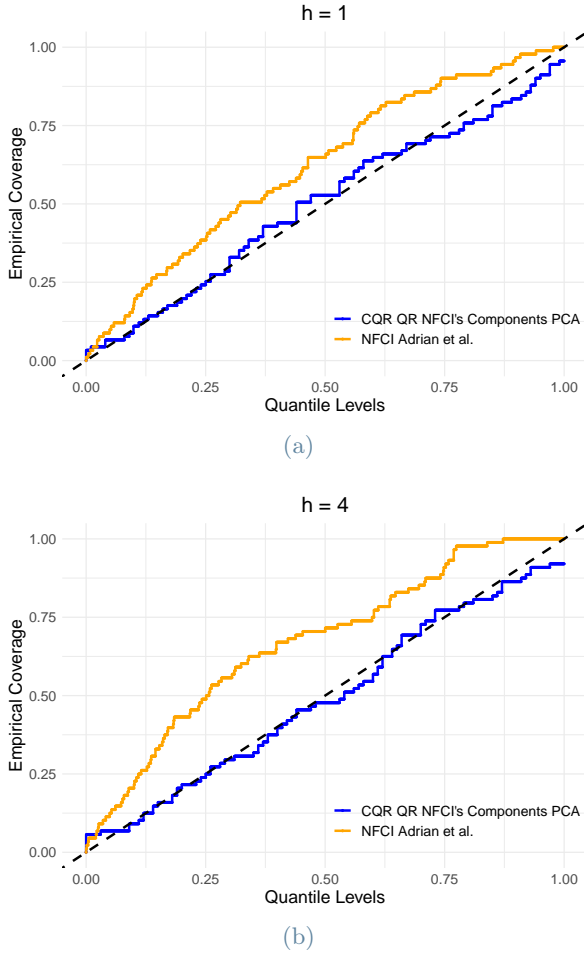 h = 1
1.00
0.75
0.50
0.25
0.00
Empirical Coverage
CQR QR NFCI's Components PCA
NFCI Adrian et al.
0.00 0.25 0.50 0.75 1.00
Quantile Levels
(a)
h = 4
1.00
0.75
0.50
0.25
0.00
Empirical Coverage
CQR QR NFCI's Components PCA
NFCI Adrian et al.
0.00 0.25 0.50 0.75 1.00
Quantile Levels
(b)